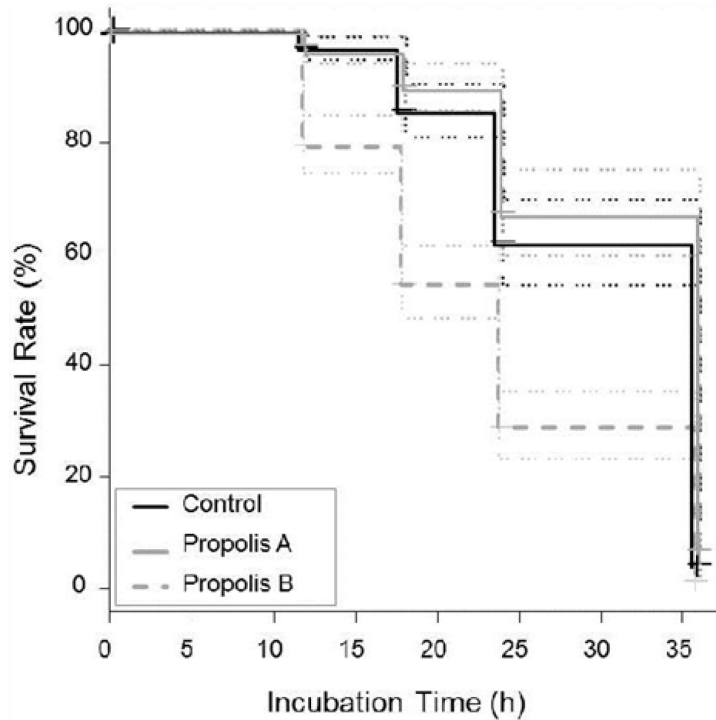 Survival Rate (%)
100
80
60
40
20
0
Control
Propolis A
Propolis B
0 5 10 15 20 25 30 35
Incubation Time (h)